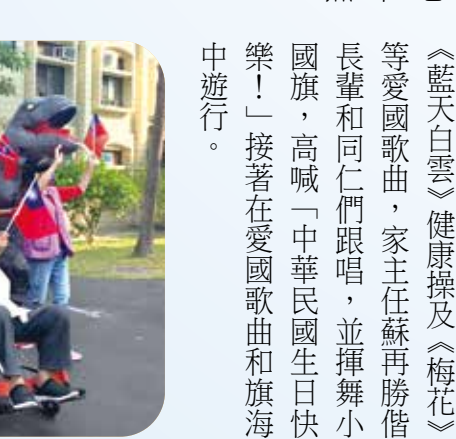 《藍天白雲》健康操及《梅花》
等愛國歌曲，家主任蘇再勝偕
長輩和同仁們跟唱，並揮舞小
國旗，高喊「中華民國生日快
樂！」接著在愛國歌曲和旗海
中遊行。